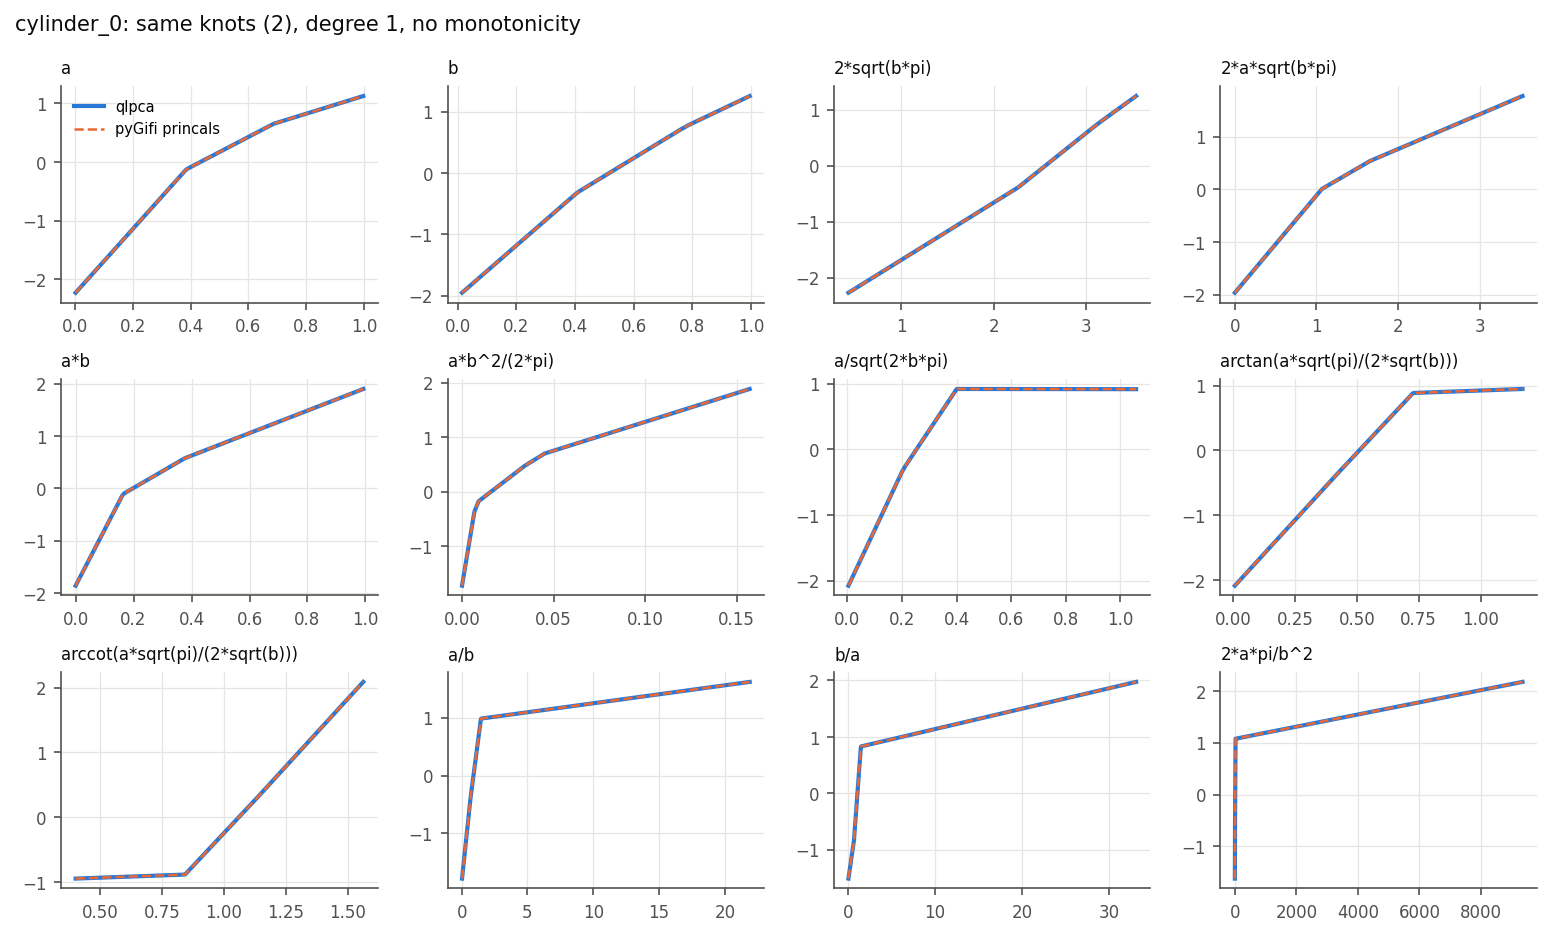 cylinder_0: same knots (2), degree 1, no monotonicity
a
b
2*sqrt(b*pi)
2*a*sqrt(b*pi)
qlpca
pyGifi princals
1
0
−1
−2
0.0 0.2 0.4 0.6 0.8 1.0
1
0
−1
−2
0.0 0.2 0.4 0.6 0.8 1.0
1
0
−1
−2
1 2 3
1
0
−1
−2
0 1 2 3
a*b
a*b^2/(2*pi)
a/sqrt(2*b*pi)
arctan(a*sqrt(pi)/(2*sqrt(b)))
2
1
0
−1
−2
0.0 0.2 0.4 0.6 0.8 1.0
2
1
0
−1
0.00 0.05 0.10 0.15
1
0
−1
−2
0.0 0.2 0.4 0.6 0.8 1.0
1
0
−1
−2
0.00 0.25 0.50 0.75 1.00
arccot(a*sqrt(pi)/(2*sqrt(b)))
a/b
b/a
2*a*pi/b^2
2
1
0
−1
0.50 0.75 1.00 1.25 1.50
1
0
−1
0 5 10 15 20
2
1
0
−1
0 10 20 30
2
1
0
−1
0 2000 4000 6000 8000